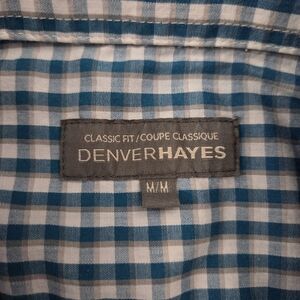 CLASSIC FIT/COUPE CLASSIQUE
DENVERHAYES
M/M